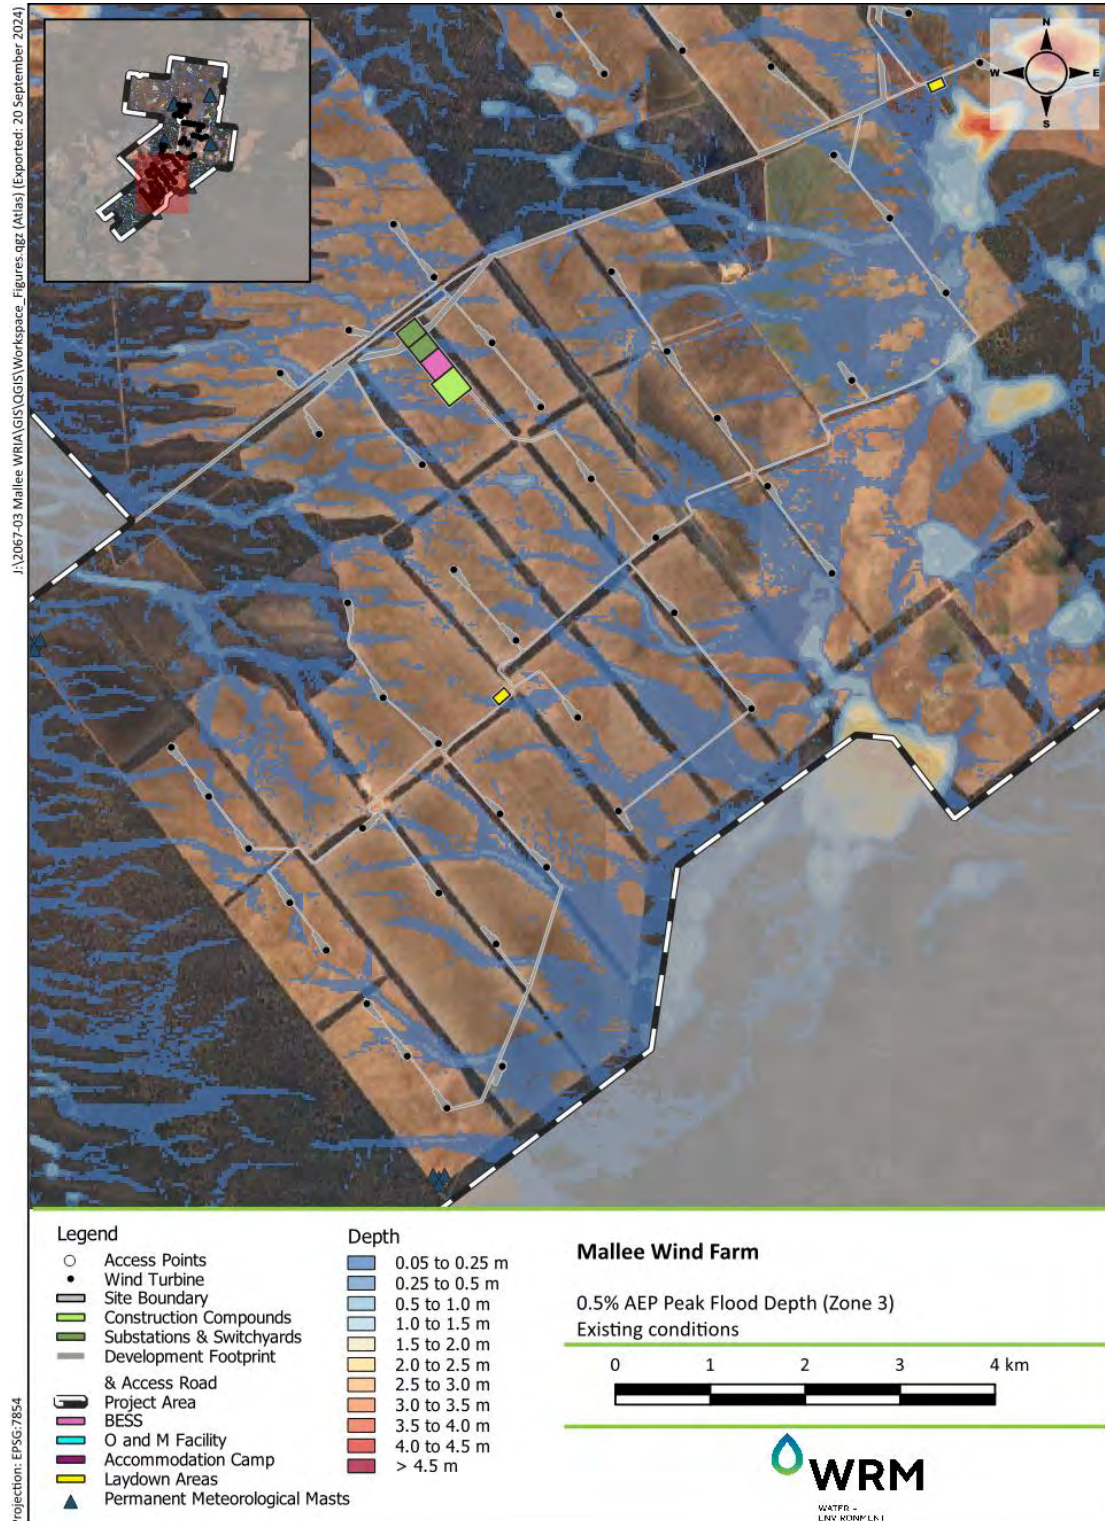 J:\2067-03 Mallee WRIA\GIS\QGIS\Workspace_Figures.qgz (Atlas) (Exported: 20 September 2024)
N
W
E
S
Legend
Access Points
Wind Turbine
Site Boundary
Construction Compounds
Substations & Switchyards
Development Footprint
& Access Road
Project Area
BESS
O and M Facility
Accommodation Camp
Laydown Areas
Permanent Meteorological Masts
Depth
0.05 to 0.25 m
0.25 to 0.5 m
0.5 to 1.0 m
1.0 to 1.5 m
1.5 to 2.0 m
2.0 to 2.5 m
2.5 to 3.0 m
3.0 to 3.5 m
3.5 to 4.0 m
4.0 to 4.5 m
> 4.5 m
Mallee Wind Farm
0.5% AEP Peak Flood Depth (Zone 3)
Existing conditions
0 1 2 3 4 km
WRM
WATER +
ENVIRONMENT
Projection: EPSG:7854